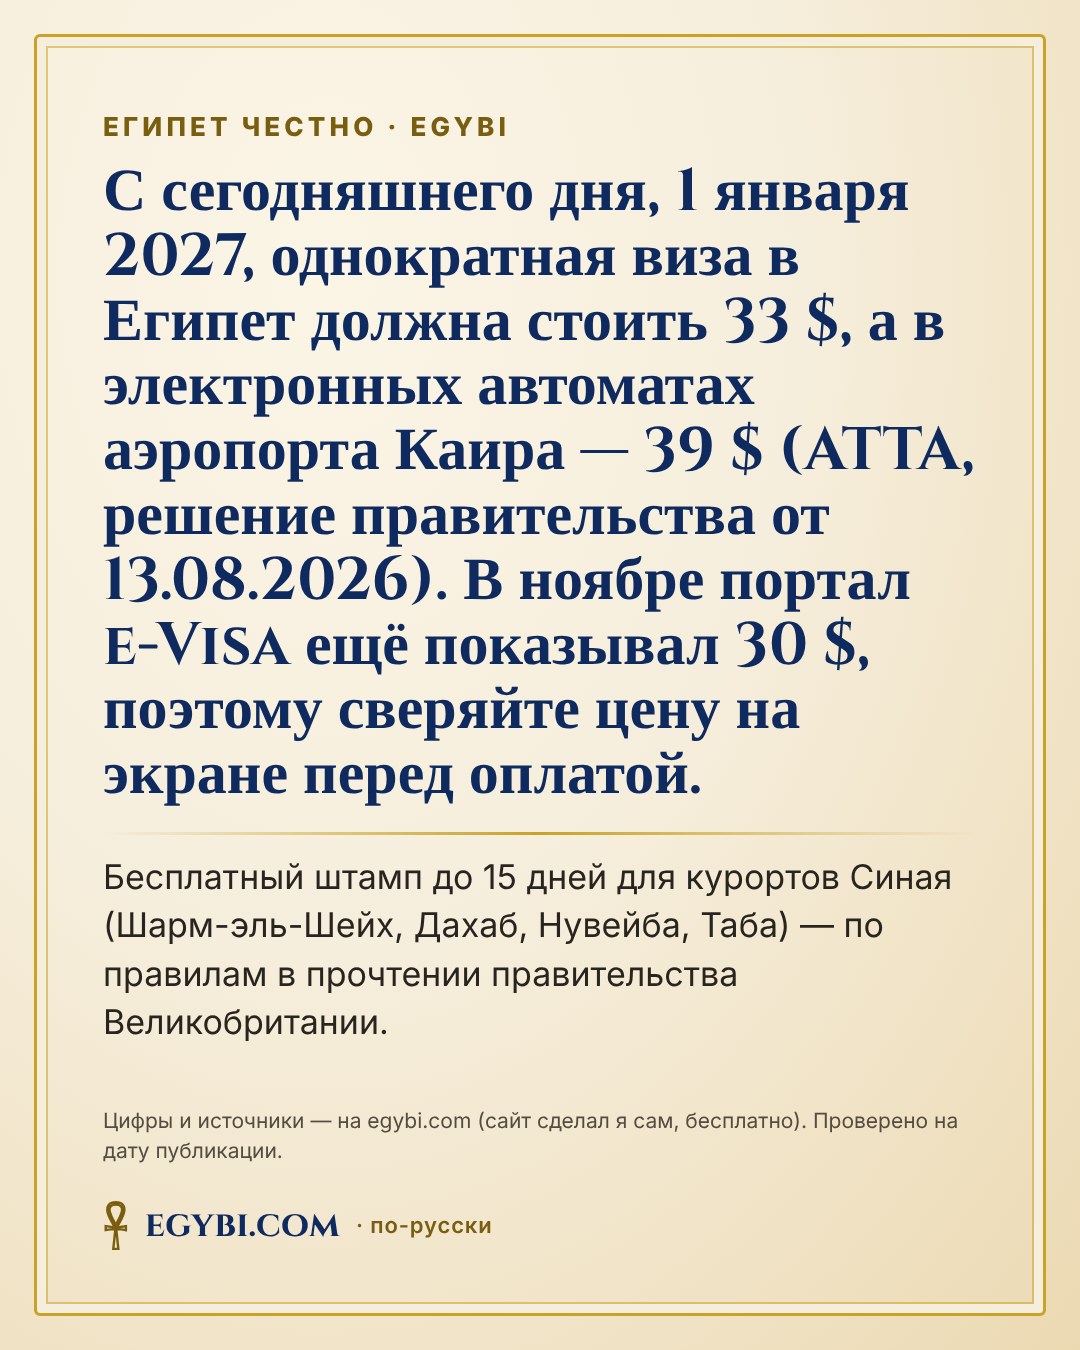 ЕГИПЕТ ЧЕСТНО · EGYBI
С сегодняшнего дня, 1 января
2027, однократная виза в
Египет должна стоить 33 $, а в
электронных автоматах
аэропорта Каира — 39 $ (ATTA,
решение правительства от
13.08.2026). В ноябре портал
E-VISA ещё показывал 30 $,
поэтому сверяйте цену на
экране перед оплатой.
Бесплатный штамп до 15 дней для курортов Синая
(Шарм-эль-Шейх, Дахаб, Нувейба, Таба) — по
правилам в прочтении правительства
Великобритании.
Цифры и источники — на egybi.com (сайт сделал я сам, бесплатно). Проверено на
дату публикации.
EGYBI.COM · по-русски